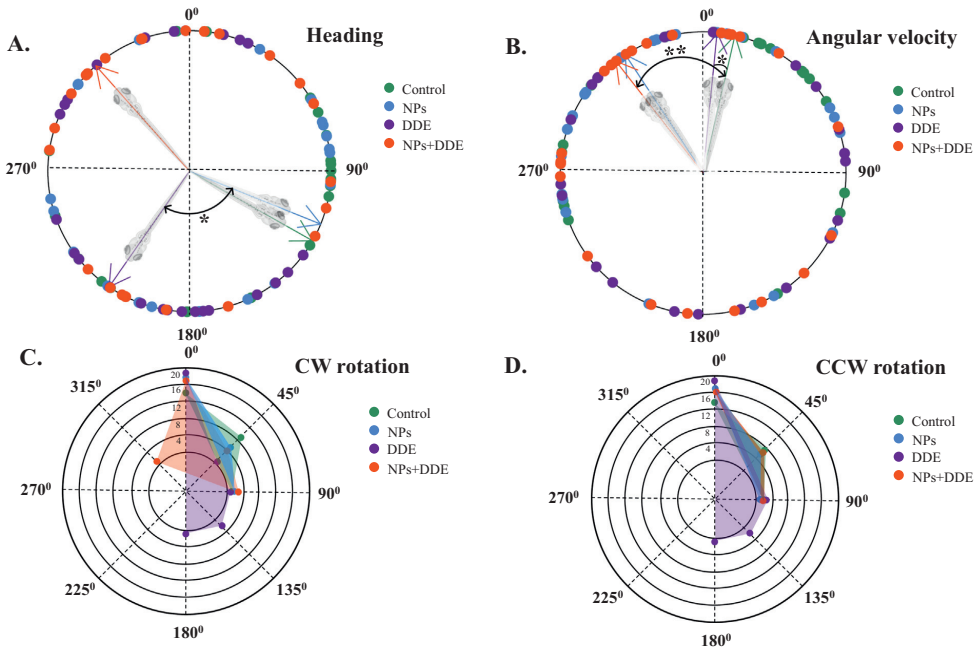 A.
Heading
0⁰
90⁰
180⁰
270⁰
*
Control
NPs
DDE
NPs+DDE
B.
Angular velocity
0⁰
90⁰
180⁰
270⁰
**
*
Control
NPs
DDE
NPs+DDE
C.
CW rotation
0⁰
45⁰
90⁰
135⁰
180⁰
225⁰
270⁰
315⁰
20
16
12
8
4
Control
NPs
DDE
NPs+DDE
D.
CCW rotation
0⁰
45⁰
90⁰
135⁰
180⁰
225⁰
270⁰
315⁰
20
16
12
8
4
Control
NPs
DDE
NPs+DDE